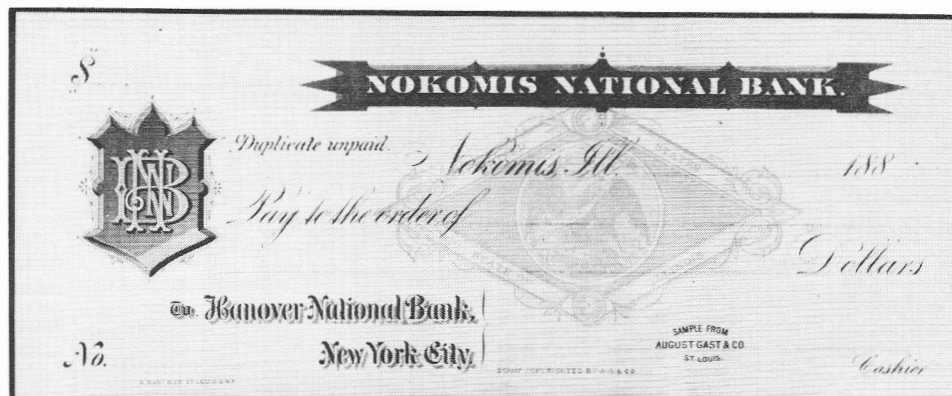 $
NOKOMIS NATIONAL BANK.
NNB
Duplicate unpaid.
Nokomis, Ill. 188
Pay to the order of
Dollars
To Hanover National Bank,
New York City.
No.
SAMPLE FROM
AUGUST GAST & CO
ST. LOUIS.
Cashier